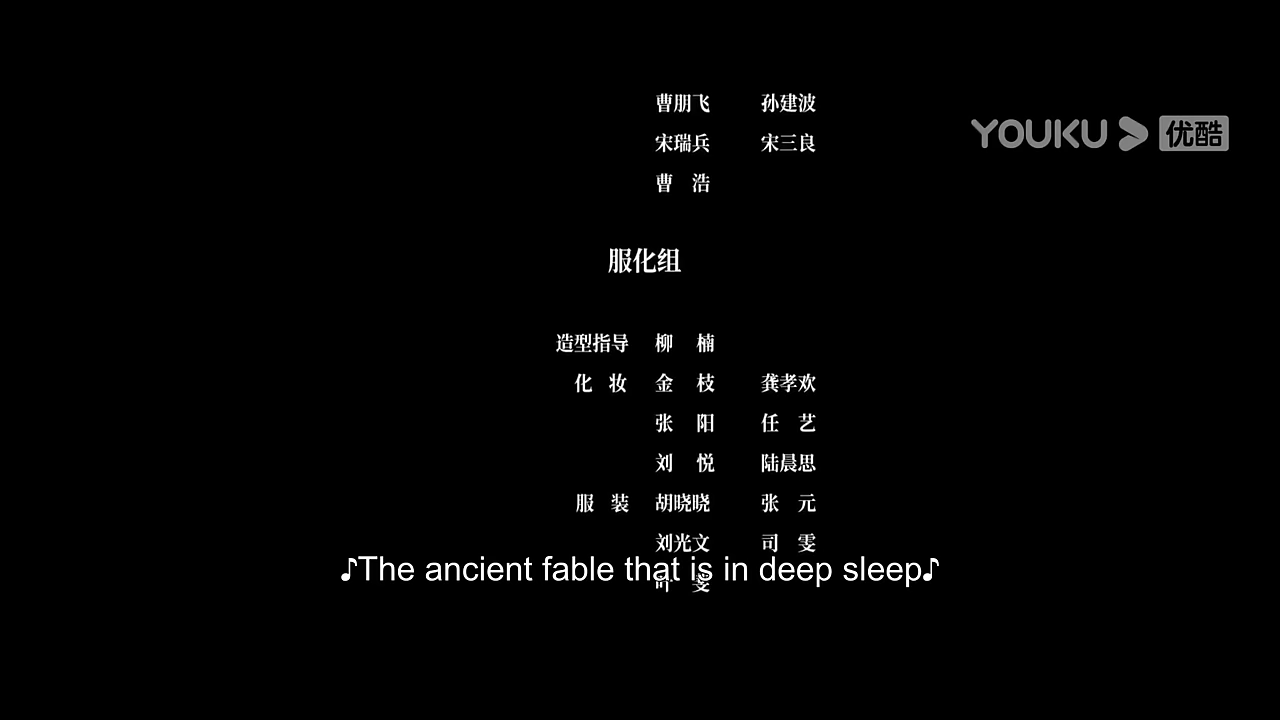 曹朋飞 孙建波
YOUKU 优酷
宋瑞兵 宋三良
曹 浩
服化组
造型指导 柳 楠
化 妆 金 枝 龚孝欢
张 阳 任 艺
刘 悦 陆晨思
服 装 胡晓晓 张 元
刘光文 司 雯
♪The ancient fable that is in deep sleep♪